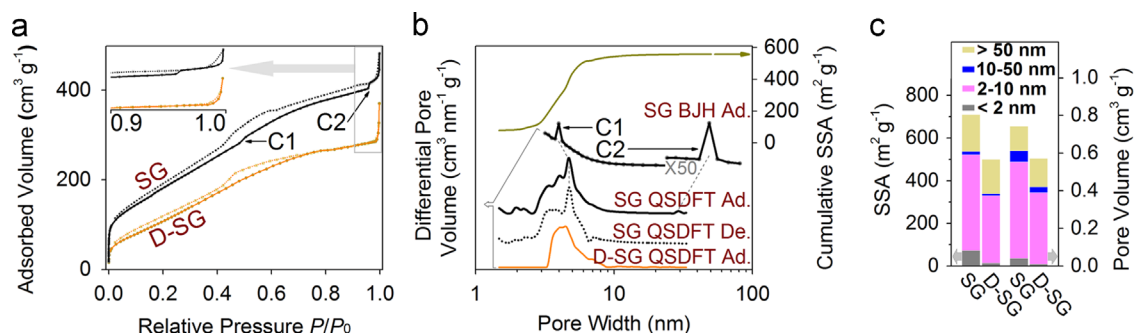 a
Adsorbed Volume (cm³ g⁻¹)
400
200
0
0.9
1.0
C2
C1
SG
D-SG
0.0
0.2
0.4
0.6
0.8
1.0
Relative Pressure P/P₀
b
Differential Pore
Volume (cm³ nm⁻¹ g⁻¹)
SG BJH Ad.
C1
C2
X50
SG QSDFT Ad.
SG QSDFT De.
D-SG QSDFT Ad.
1
10
100
Pore Width (nm)
600
400
200
0
Cumulative SSA (m² g⁻¹)
c
> 50 nm
10-50 nm
2-10 nm
< 2 nm
SSA (m² g⁻¹)
800
600
400
200
0
1.0
0.8
0.6
0.4
0.2
0.0
Pore Volume (cm³ g⁻¹)
SG
D-SG
SG
D-SG